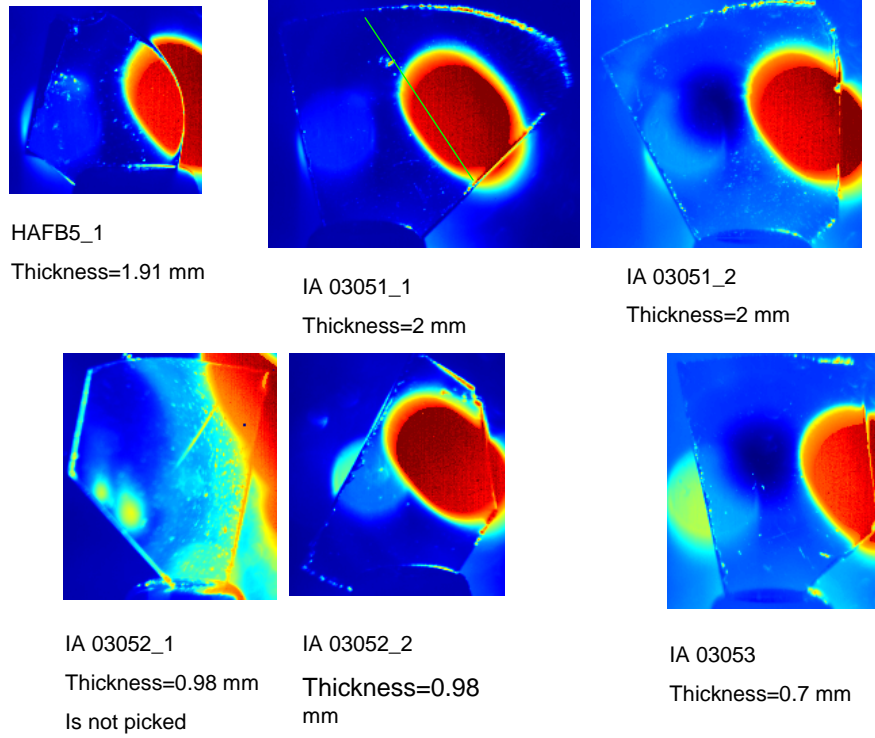 HAFB5_1
Thickness=1.91 mm
IA 03051_1
Thickness=2 mm
IA 03051_2
Thickness=2 mm
IA 03052_1
Thickness=0.98 mm
Is not picked
IA 03052_2
Thickness=0.98
mm
IA 03053
Thickness=0.7 mm